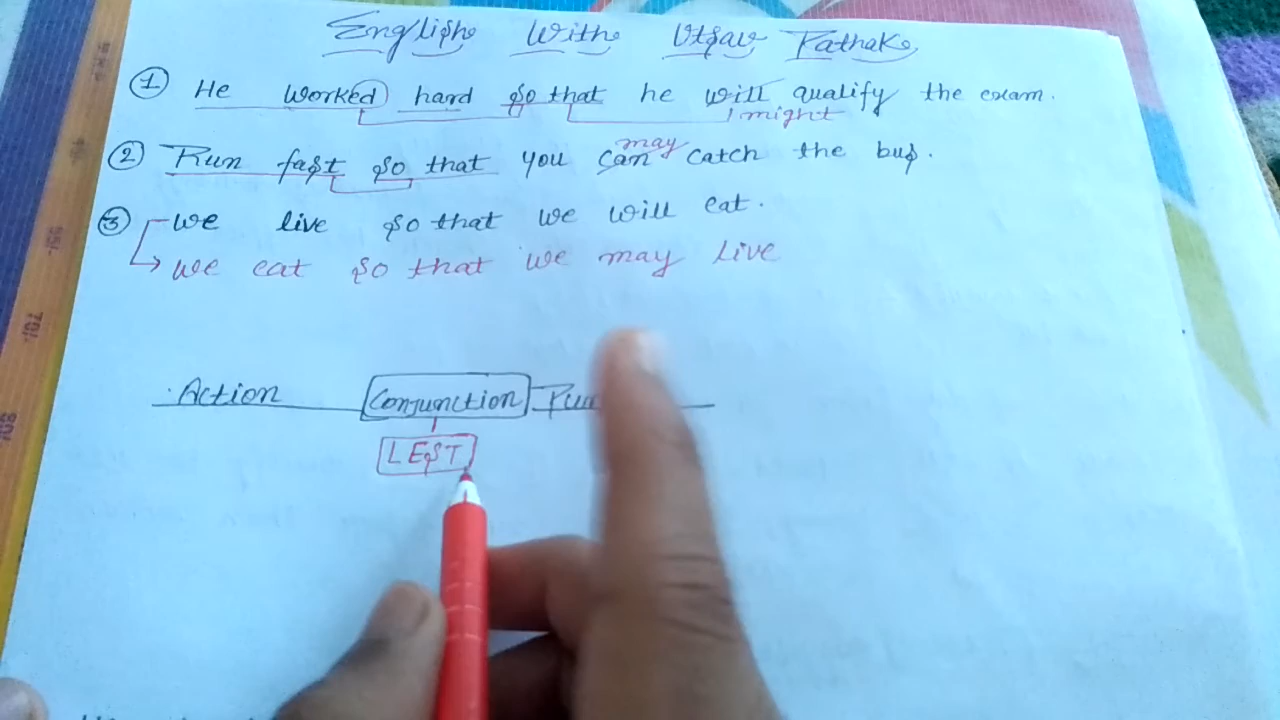 English With Utsav Pathak
① He worked hard so that he will qualify the exam.
might
may
② Run fast so that you can catch the bus.
③ we live so that we will eat.
we eat so that we may live
Action Conjunction
LEST